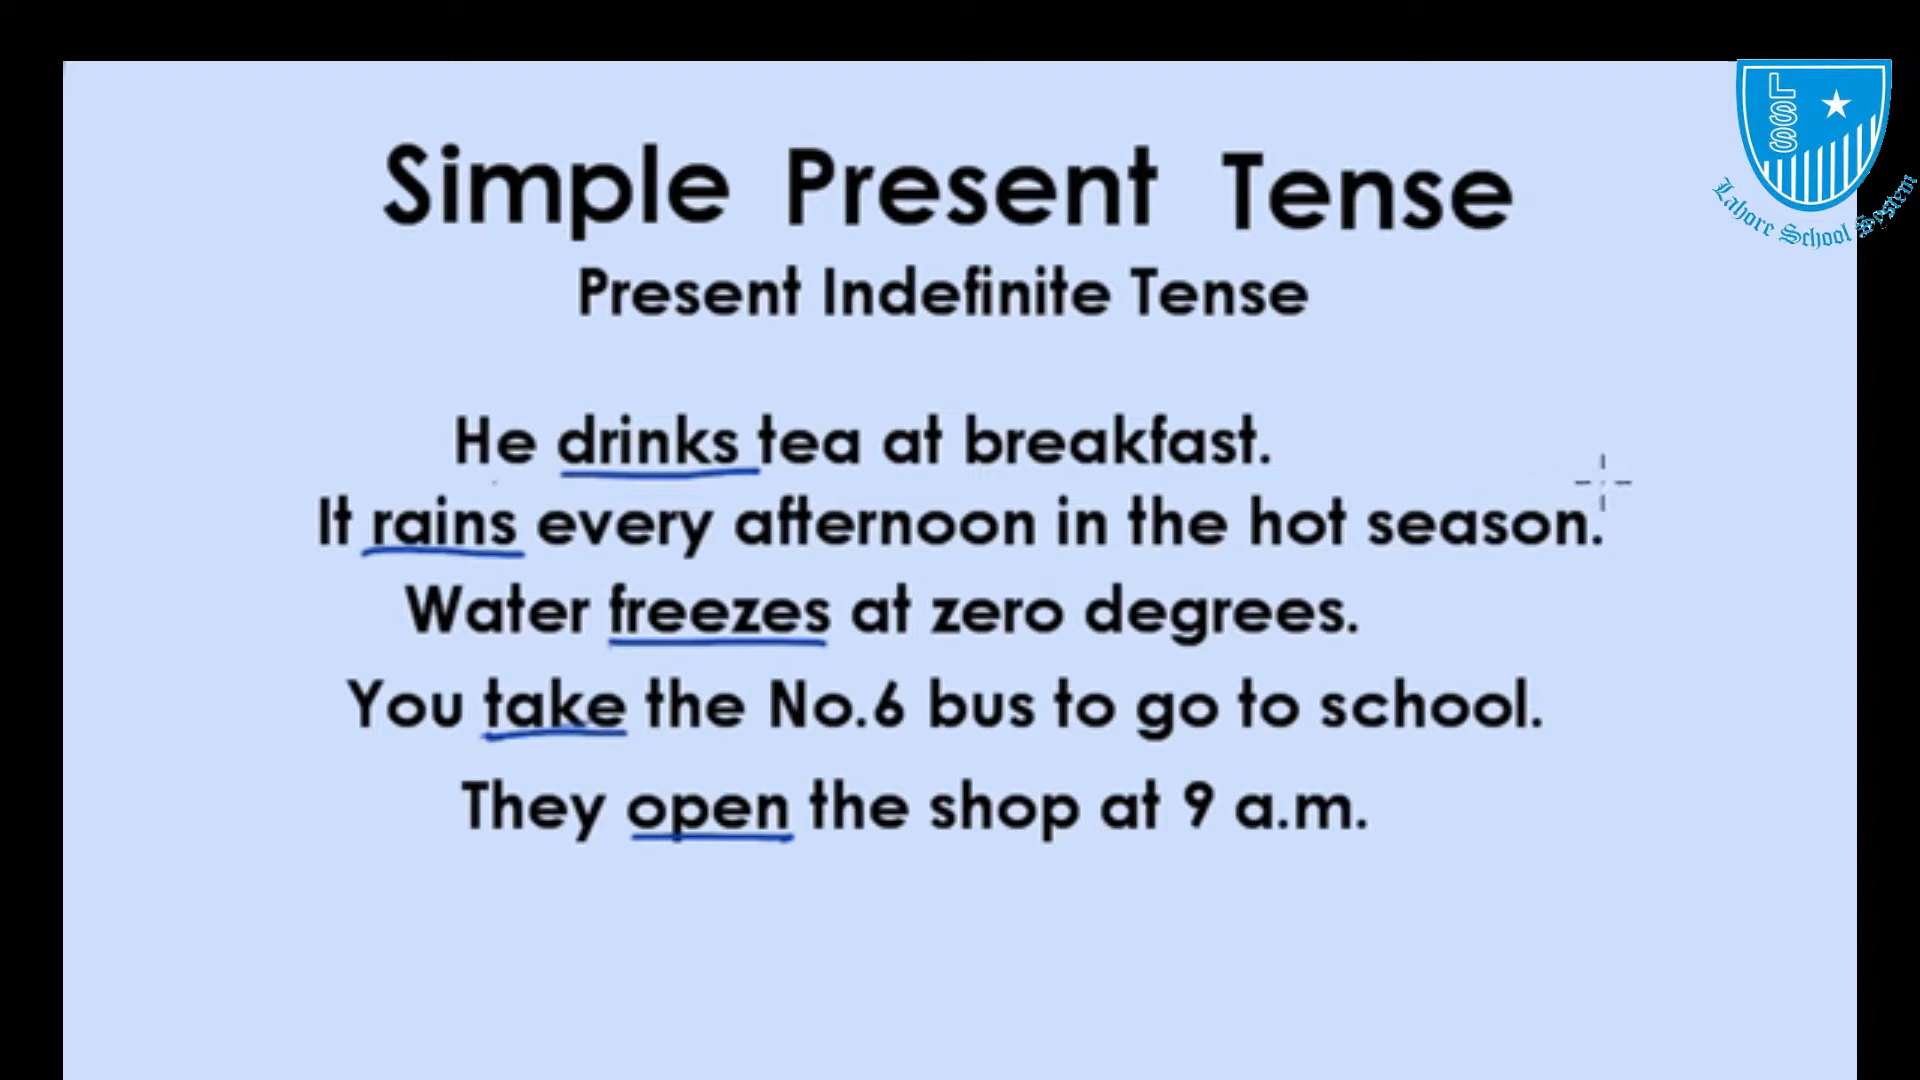 LSS
Lahore School System
Simple Present Tense
Present Indefinite Tense
He drinks tea at breakfast.
It rains every afternoon in the hot season.
Water freezes at zero degrees.
You take the No.6 bus to go to school.
They open the shop at 9 a.m.